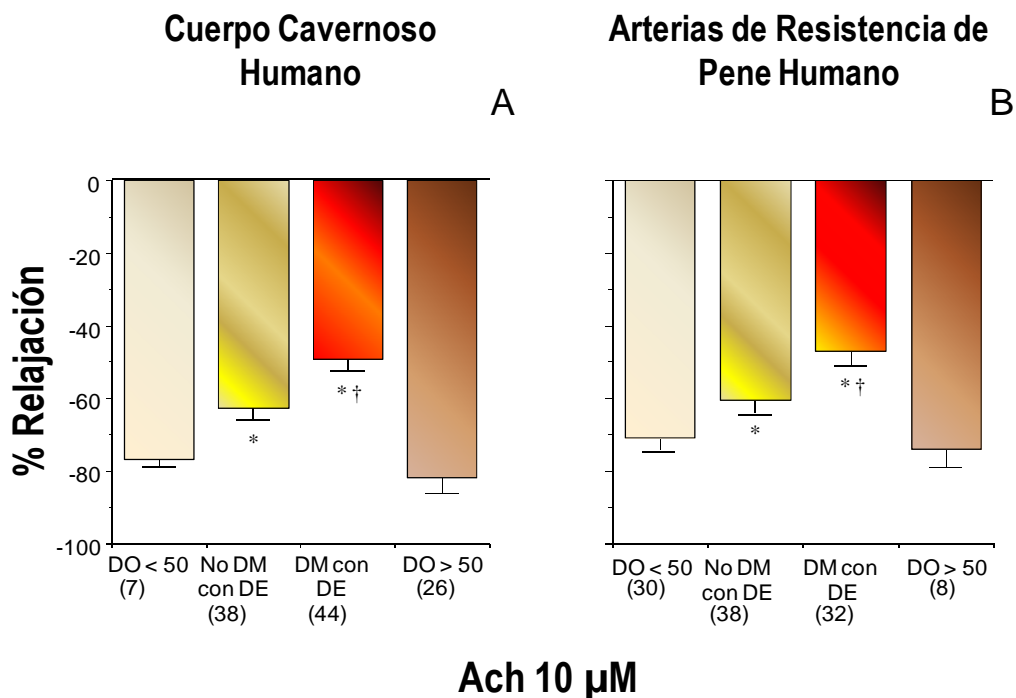 Cuerpo Cavernoso
Humano
A
Arterias de Resistencia de
Pene Humano
B
% Relajación
0
-20
-40
-60
-80
-100
*
* †
DO < 50
(7)
No DM
con DE
(38)
DM con
DE
(44)
DO > 50
(26)
*
* †
DO < 50
(30)
No DM
con DE
(38)
DM con
DE
(32)
DO > 50
(8)
Ach 10 µM